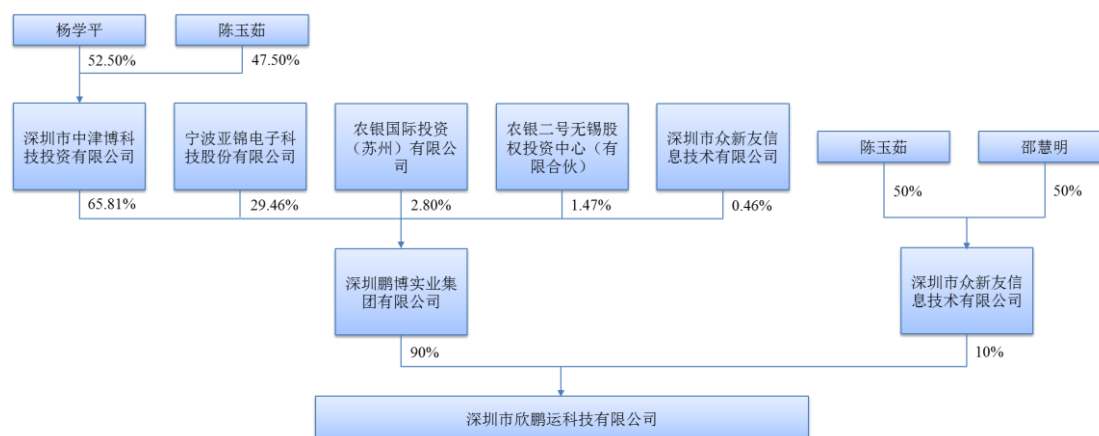 杨学平
陈玉茹
52.50%
47.50%
深圳市中津博科
技投资有限公司
宁波亚锦电子科
技股份有限公司
农银国际投资
（苏州）有限公
司
农银二号无锡股
权投资中心（有
限合伙）
深圳市众新友信
息技术有限公司
陈玉茹
邵慧明
65.81%
29.46%
2.80%
1.47%
0.46%
50%
50%
深圳鹏博实业集
团有限公司
深圳市众新友信
息技术有限公司
90%
10%
深圳市欣鹏运科技有限公司